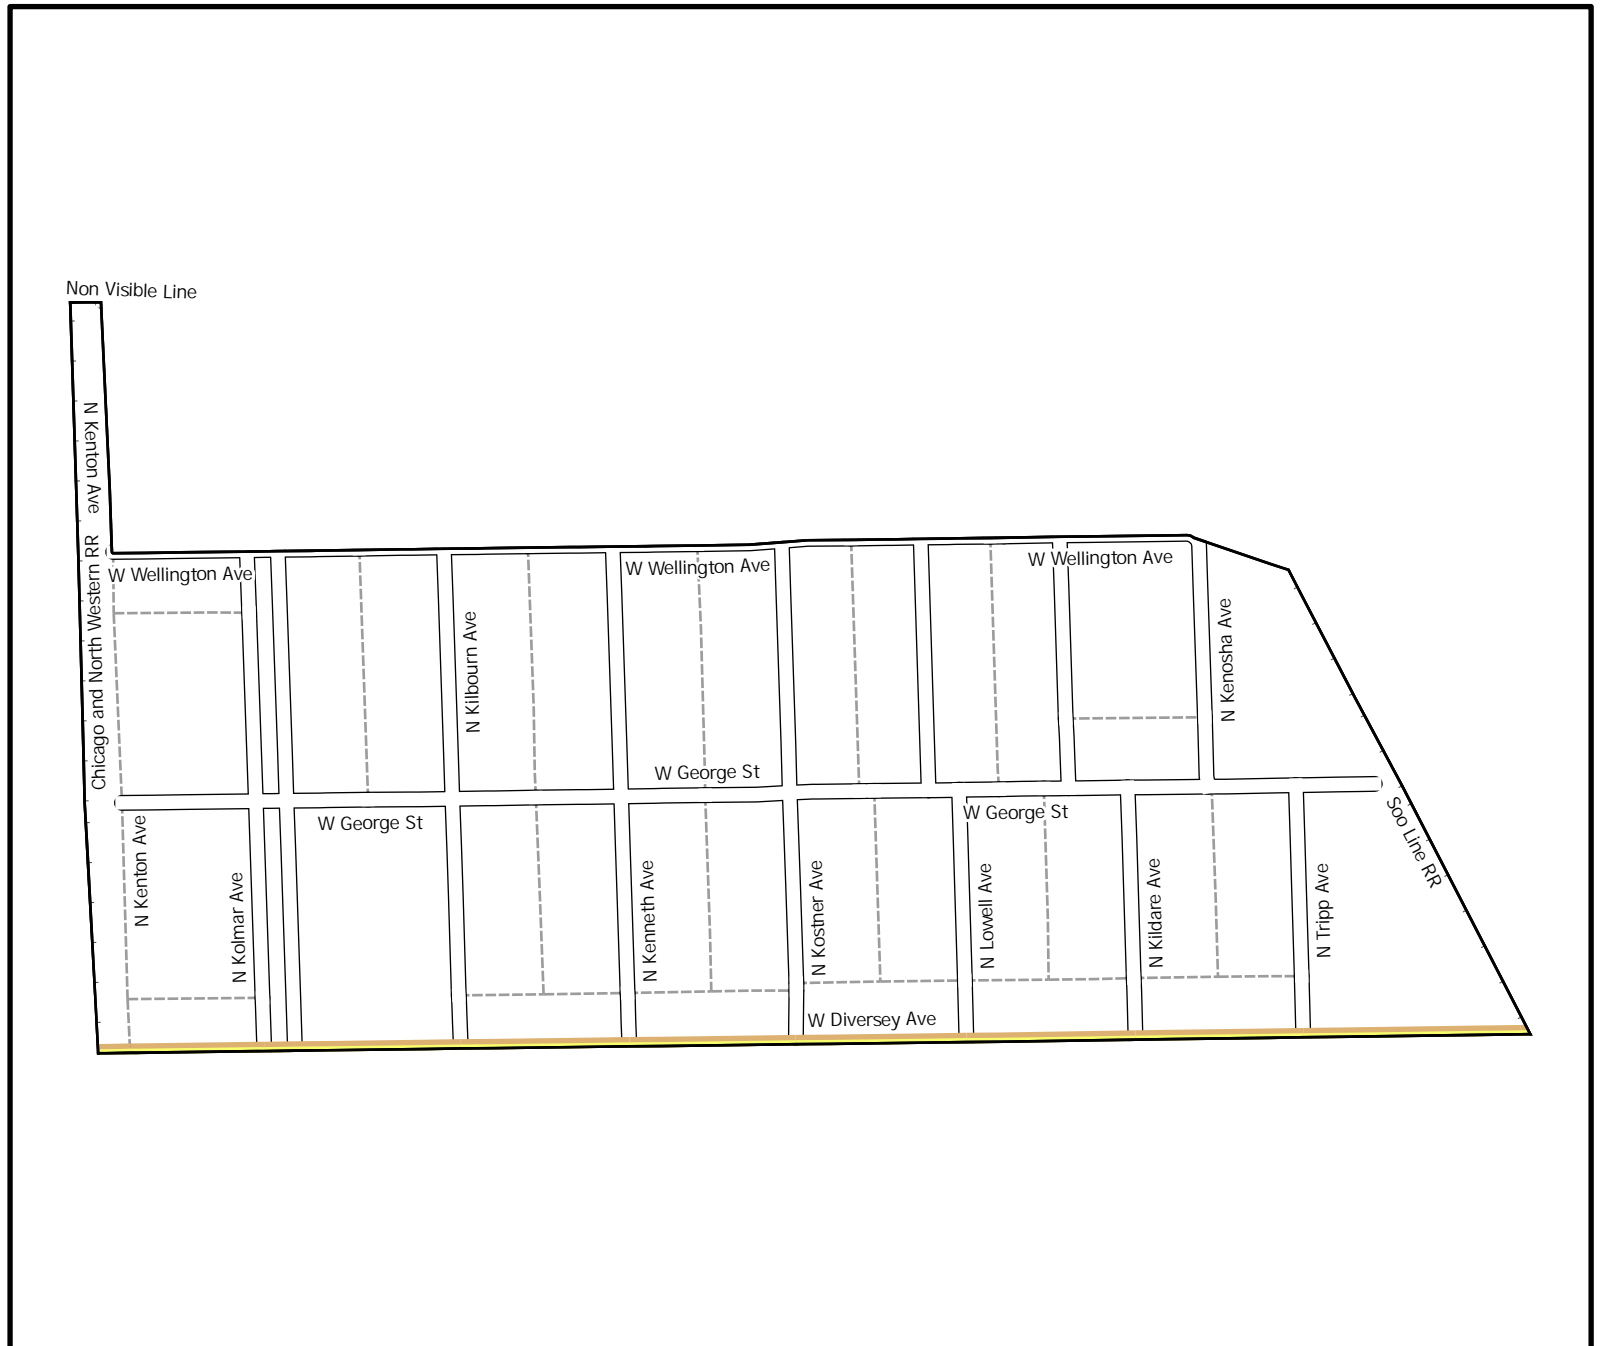 Non Visible Line
N Kenton Ave
Chicago and North Western RR
W Wellington Ave
W Wellington Ave
W Wellington Ave
N Kilbourn Ave
N Kenosha Ave
W George St
W George St
W George St
N Kenton Ave
N Kolmar Ave
N Kenneth Ave
N Kostner Ave
N Lowell Ave
N Kildare Ave
N Tripp Ave
Soo Line RR
W Diversey Ave